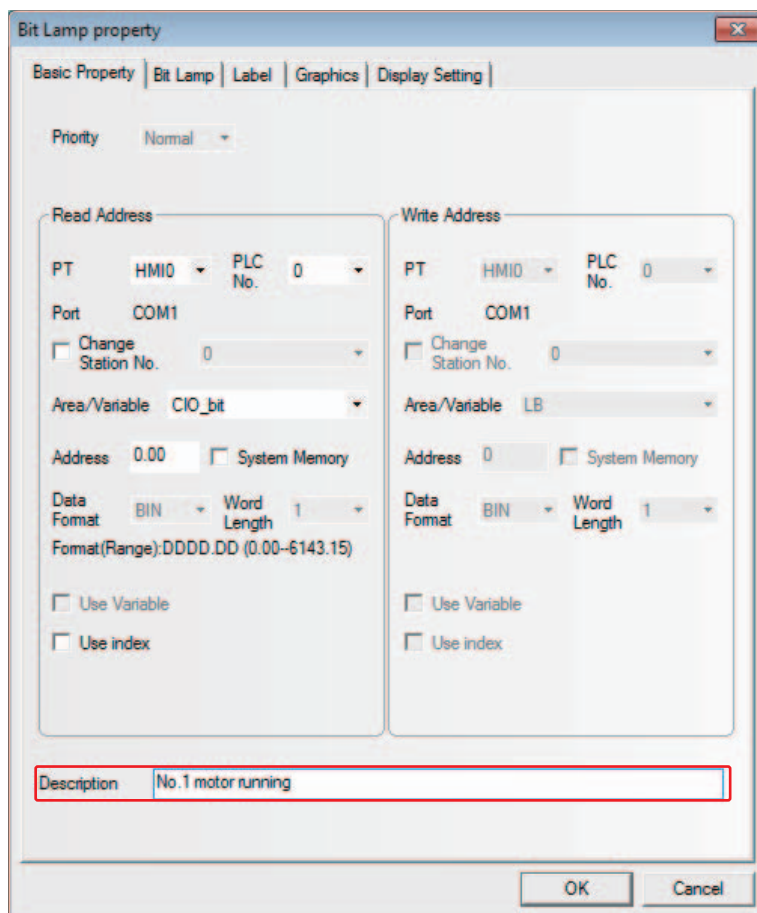 Bit Lamp property
Basic Property Bit Lamp Label Graphics Display Setting
Priority Normal
Read Address
PT HMI0 PLC No. 0
Port COM1
Change Station No. 0
Area/Variable CIO_bit
Address 0.00 System Memory
Data Format BIN Word Length 1
Format(Range):DDDD.DD (0.00--6143.15)
Use Variable
Use index
Write Address
PT HMI0 PLC No. 0
Port COM1
Change Station No. 0
Area/Variable LB
Address 0 System Memory
Data Format BIN Word Length 1
Use Variable
Use index
Description No.1 motor running
OK Cancel